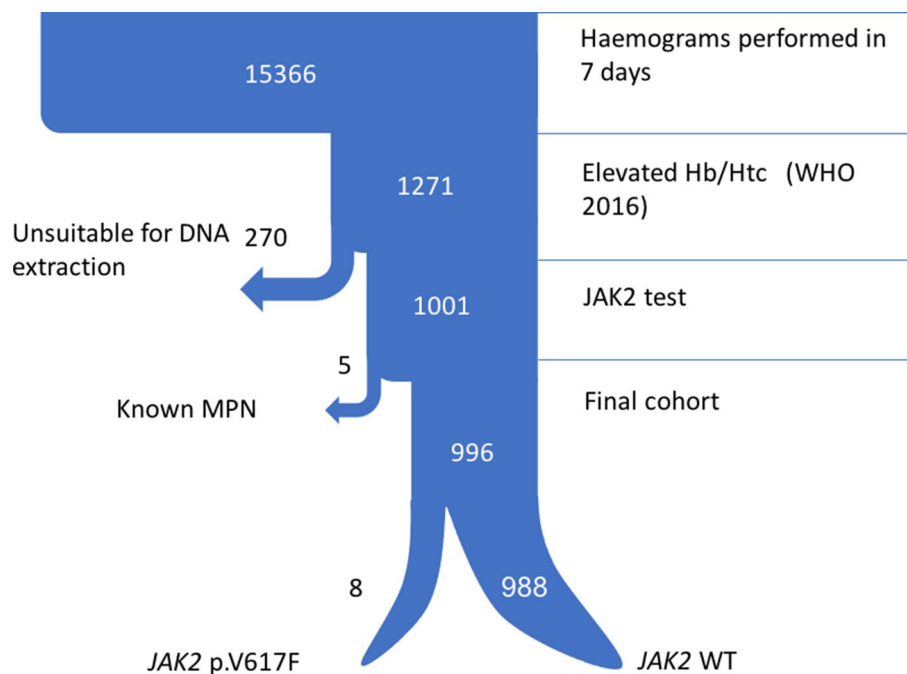 15366
Haemograms performed in
7 days
1271
Elevated Hb/Htc (WHO
2016)
Unsuitable for DNA
extraction
270
1001
JAK2 test
5
Known MPN
Final cohort
996
8
988
JAK2 p.V617F
JAK2 WT